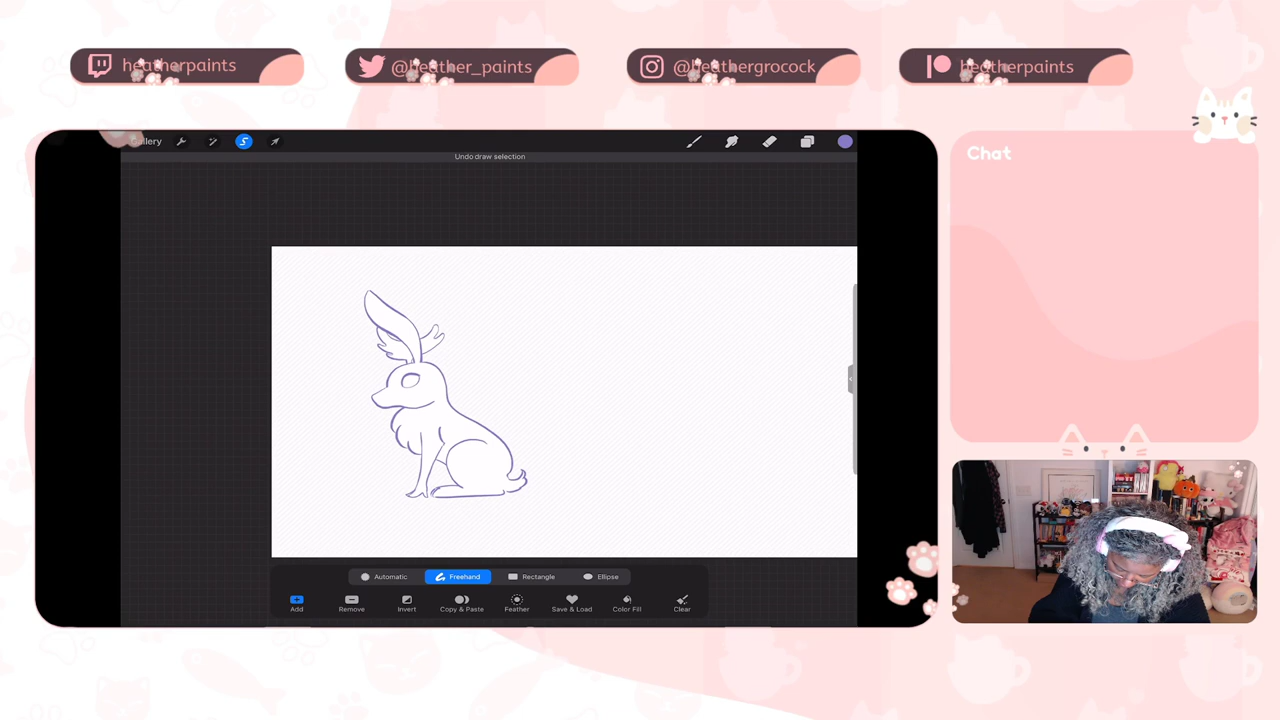 heatherpaints
@heather_paints
@heathergrocock
heatherpaints
Gallery
Undo draw selection
Chat
Automatic
Freehand
Rectangle
Ellipse
Add
Remove
Invert
Copy & Paste
Feather
Save & Load
Color Fill
Clear